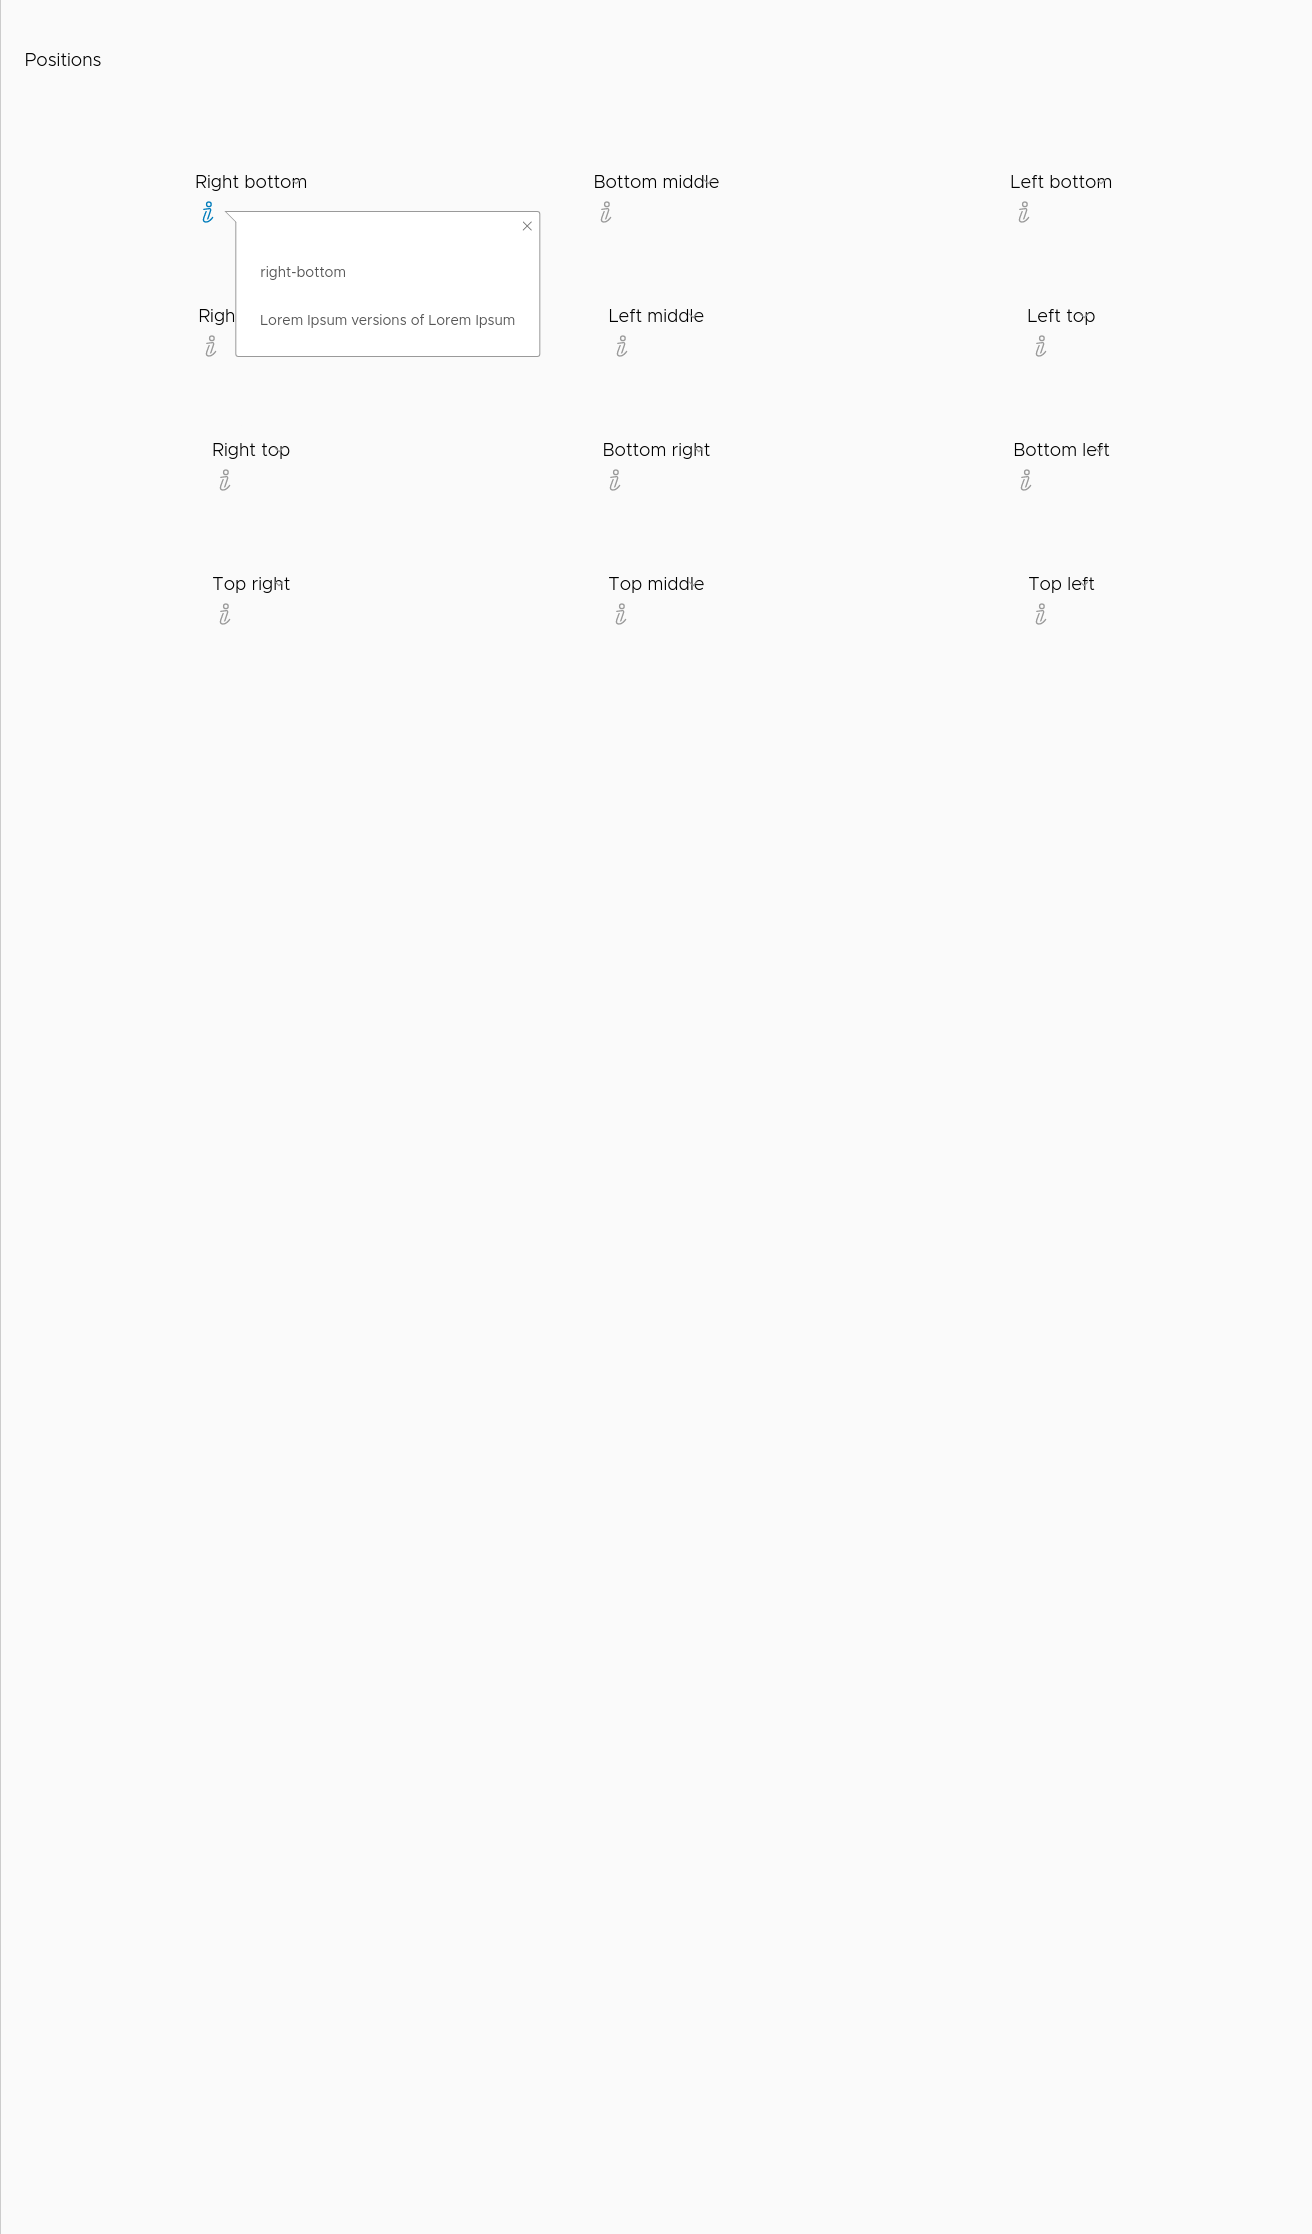 Positions
Right bottom
Bottom middle
Left bottom
right-bottom
Lorem Ipsum versions of Lorem Ipsum
Left middle
Left top
Right top
Bottom right
Bottom left
Top right
Top middle
Top left